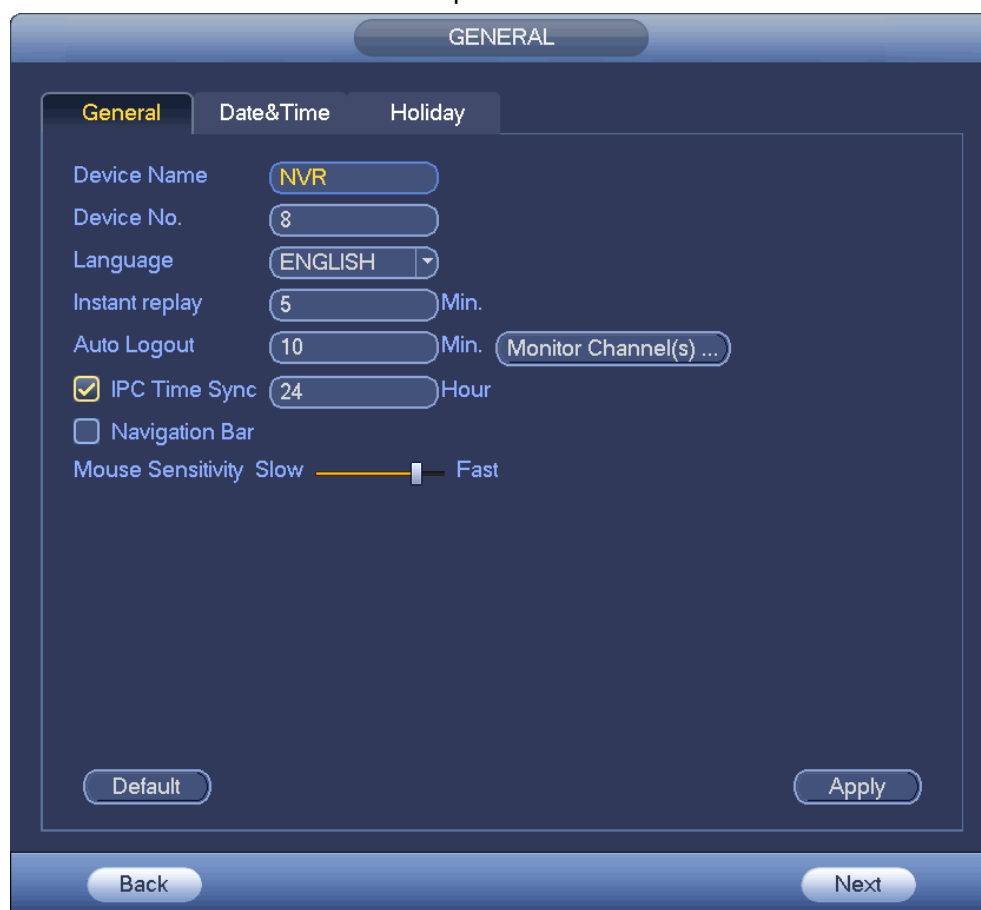 GENERAL
General Date&Time Holiday
Device Name NVR
Device No. 8
Language ENGLISH
Instant replay 5 Min.
Auto Logout 10 Min. Monitor Channel(s) ...
IPC Time Sync 24 Hour
Navigation Bar
Mouse Sensitivity Slow Fast
Default Apply
Back Next